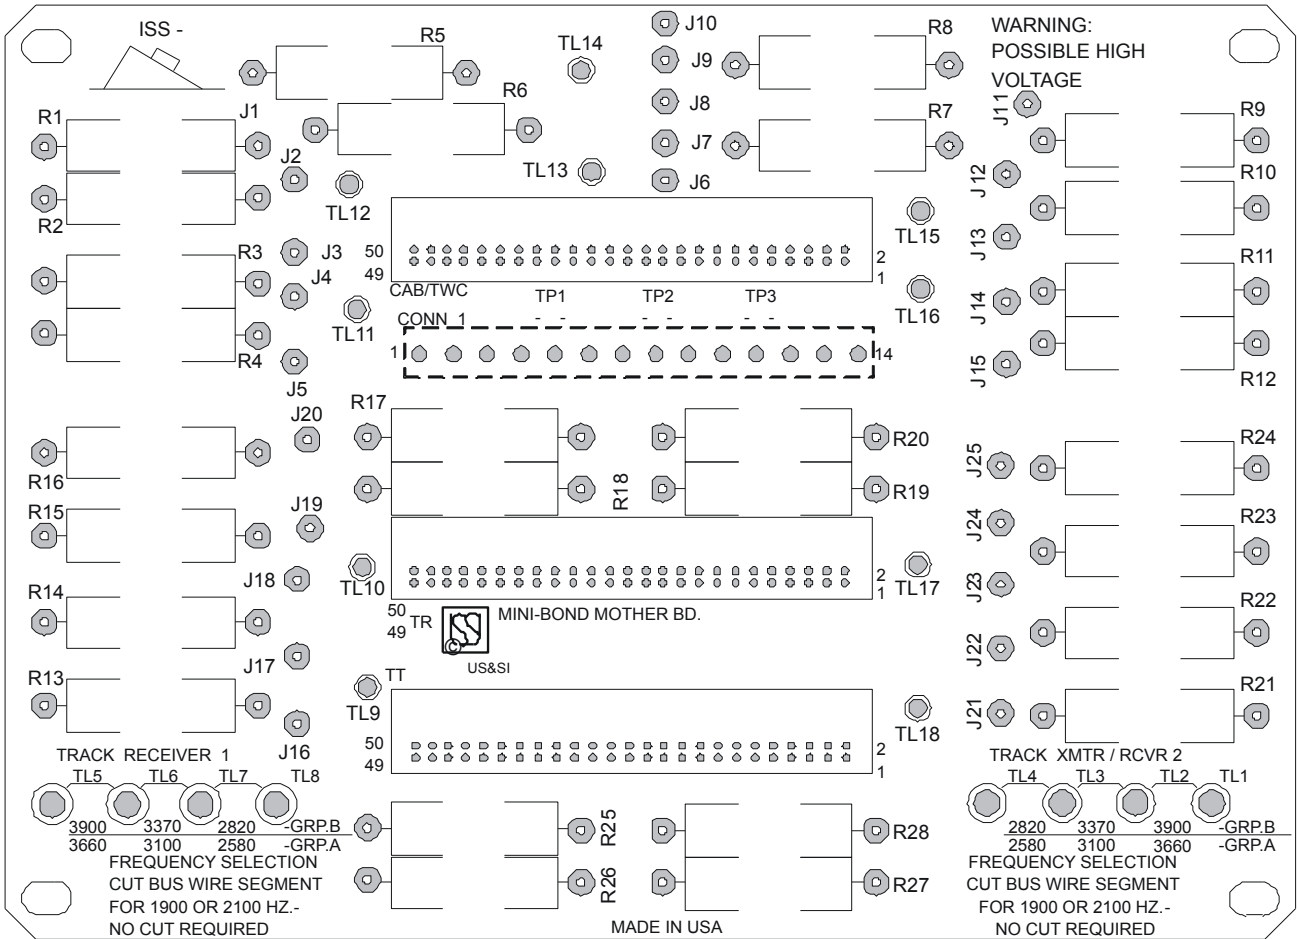 ISS -
R5
TL14
J10
J9
R8
WARNING:
POSSIBLE HIGH
VOLTAGE
R1
J1
R6
J8
R7
J11
R9
J2
J7
TL13
J6
J12
R10
R2
TL12
TL15
J13
R3
J3
50
49
2
1
R11
J4
CAB/TWC
TP1
TP2
TP3
- -
- -
- -
J14
TL11
CONN 1
TL16
1
14
R4
J5
J15
R12
J20
R17
R20
R24
J25
R16
R18
R19
R15
J19
J24
R23
J18
TL10
2
1
TL17
J23
R14
50
49
TR
MINI-BOND MOTHER BD.
R22
©
US&SI
J17
J22
R13
TT
TL9
R21
J21
J16
50
49
2
1
TL18
TRACK RECEIVER 1
TL5
TL6
TL7
TL8
3900
3370
2820
-GRP.B
3660
3100
2580
-GRP.A
FREQUENCY SELECTION
CUT BUS WIRE SEGMENT
FOR 1900 OR 2100 HZ.-
NO CUT REQUIRED
R25
R28
R26
R27
MADE IN USA
TRACK XMTR / RCVR 2
TL4
TL3
TL2
TL1
2820
3370
3900
-GRP.B
2580
3100
3660
-GRP.A
FREQUENCY SELECTION
CUT BUS WIRE SEGMENT
FOR 1900 OR 2100 HZ.-
NO CUT REQUIRED